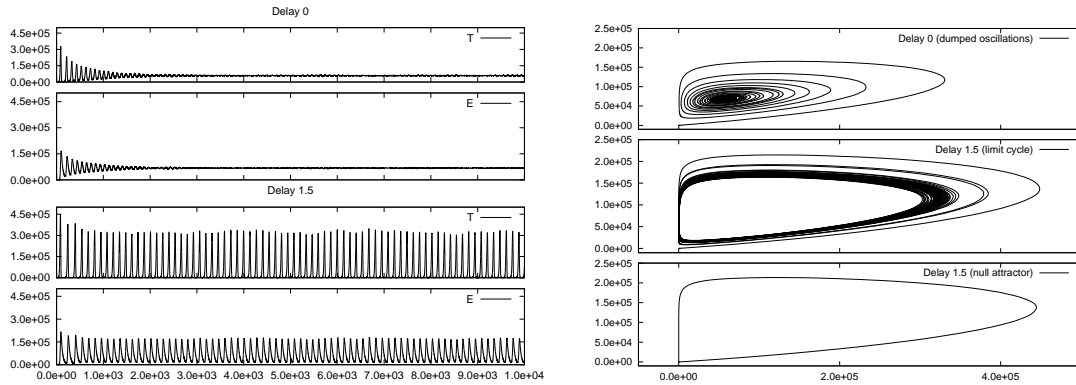 Delay 0
4.5e+05
3.0e+05
1.5e+05
0.0e+00
T
4.5e+05
3.0e+05
1.5e+05
0.0e+00
E
Delay 1.5
4.5e+05
3.0e+05
1.5e+05
0.0e+00
T
4.5e+05
3.0e+05
1.5e+05
0.0e+00
E
0.0e+00 1.0e+03 2.0e+03 3.0e+03 4.0e+03 5.0e+03 6.0e+03 7.0e+03 8.0e+03 9.0e+03 1.0e+04
2.5e+05
2.0e+05
1.5e+05
1.0e+05
5.0e+04
0.0e+00
Delay 0 (dumped oscillations)
2.5e+05
2.0e+05
1.5e+05
1.0e+05
5.0e+04
0.0e+00
Delay 1.5 (limit cycle)
2.5e+05
2.0e+05
1.5e+05
1.0e+05
5.0e+04
0.0e+00
Delay 1.5 (null attractor)
0.0e+00 2.0e+05 4.0e+05